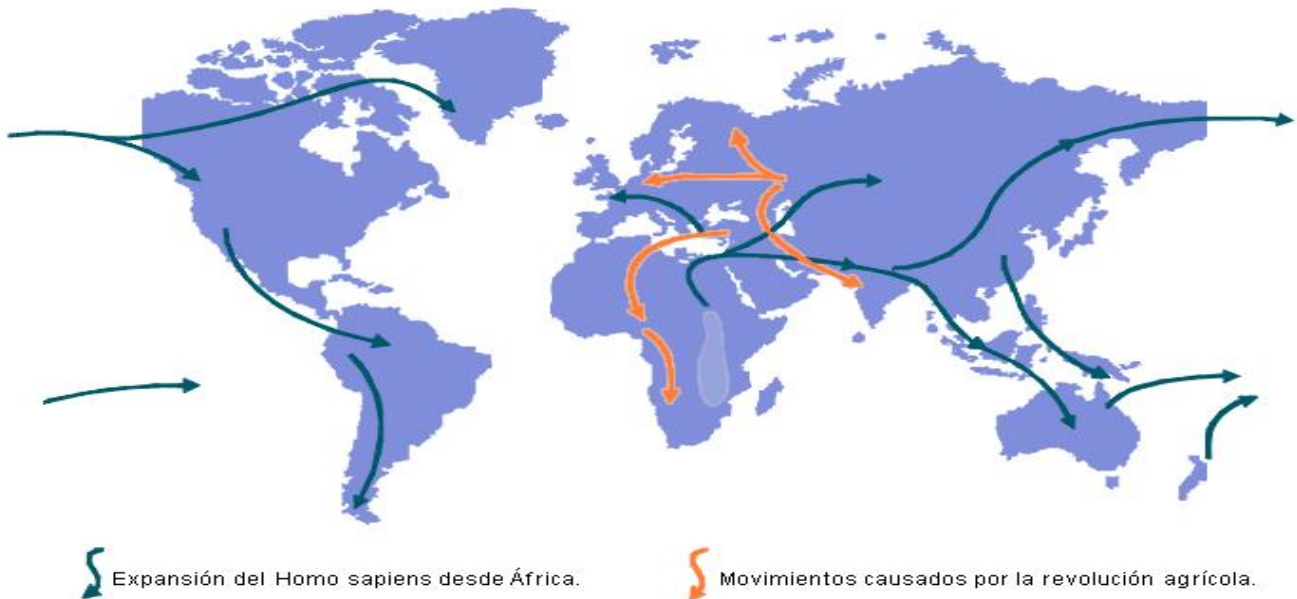 Expansión del Homo sapiens desde África.
Movimientos causados por la revolución agrícola.